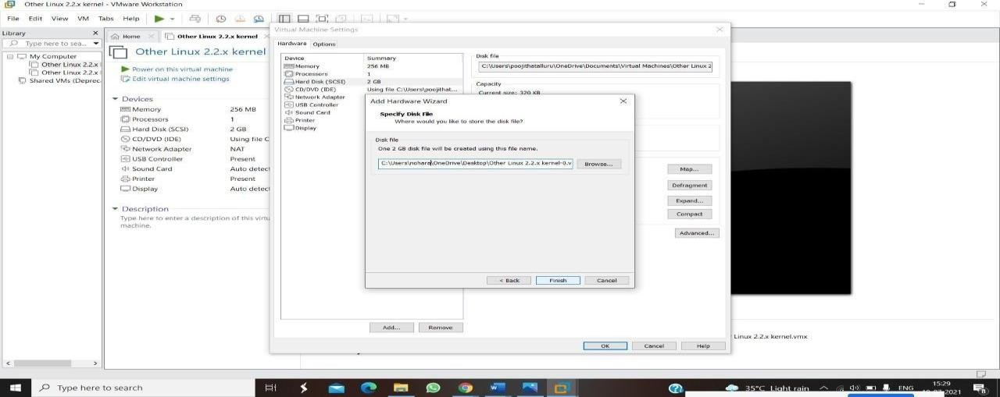 Other Linux 2.2.x kernel - VMware Workstation
File Edit View VM Tabs Help
Library
Type here to sea...
My Computer
Other Linux 2.2.x
Other Linux 2.2.x
Shared VMs (Deprec
Home
Other Linux 2.2.x kernel
Other Linux 2.2.x kernel
Power on this virtual machine
Edit virtual machine settings
Devices
Memory 256 MB
Processors 1
Hard Disk (SCSI) 2 GB
CD/DVD (IDE) Using file C
Network Adapter NAT
USB Controller Present
Sound Card Auto detec
Printer Present
Display Auto detec
Description
Type here to enter a description of this virtu
machine.
Virtual Machine Settings
Hardware Options
Device Summary
Memory 256 MB
Processors 1
Hard Disk (SCSI) 2 GB
CD/DVD (IDE) Using file C:\Users\poojithat...
Network Adapter
USB Controller
Sound Card
Printer
Display
Add... Remove
Disk file
C:\Users\poojithatalluru\OneDrive\Documents\Virtual Machines\Other Linux 2
Capacity
Current size: 320 KB
Map...
Defragment
Expand...
Compact
Advanced...
OK Cancel Help
Add Hardware Wizard
Specify Disk File
Where would you like to store the disk file?
Disk file
One 2 GB disk file will be created using this file name.
C:\Users\nohara\OneDrive\Desktop\Other Linux 2.2.x kernel-0.v
Browse...
< Back Finish Cancel
Linux 2.2.x kernel.vmx
Type here to search
35°C Light rain
ENG
15:29